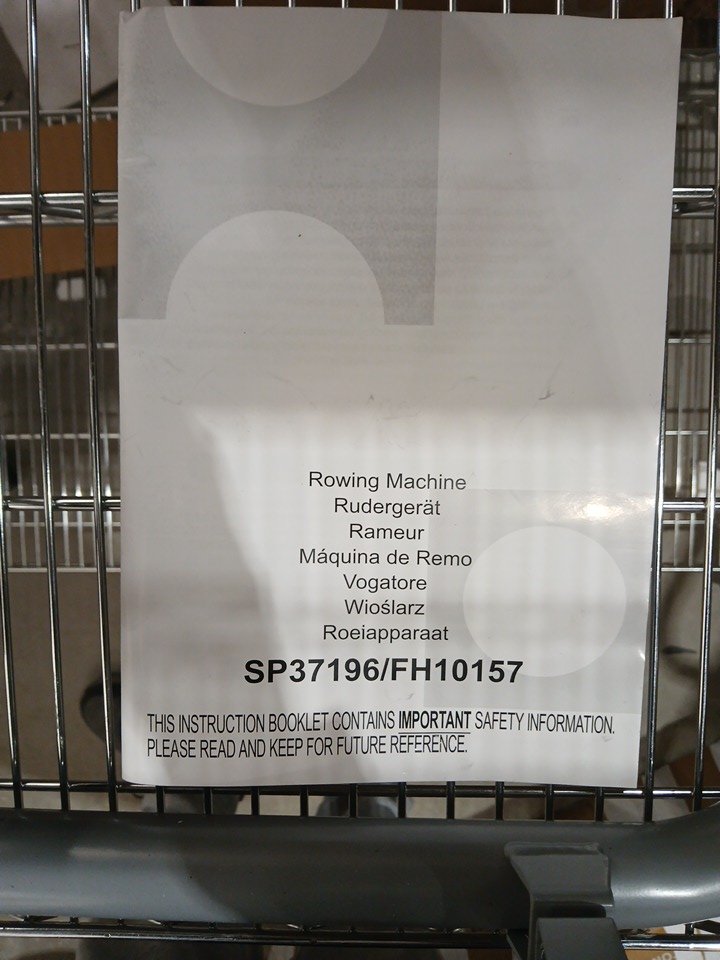 Rowing Machine
Rudergerät
Rameur
Máquina de Remo
Vogatore
Wioślarz
Roeiapparaat
SP37196/FH10157
THIS INSTRUCTION BOOKLET CONTAINS IMPORTANT SAFETY INFORMATION.
PLEASE READ AND KEEP FOR FUTURE REFERENCE.